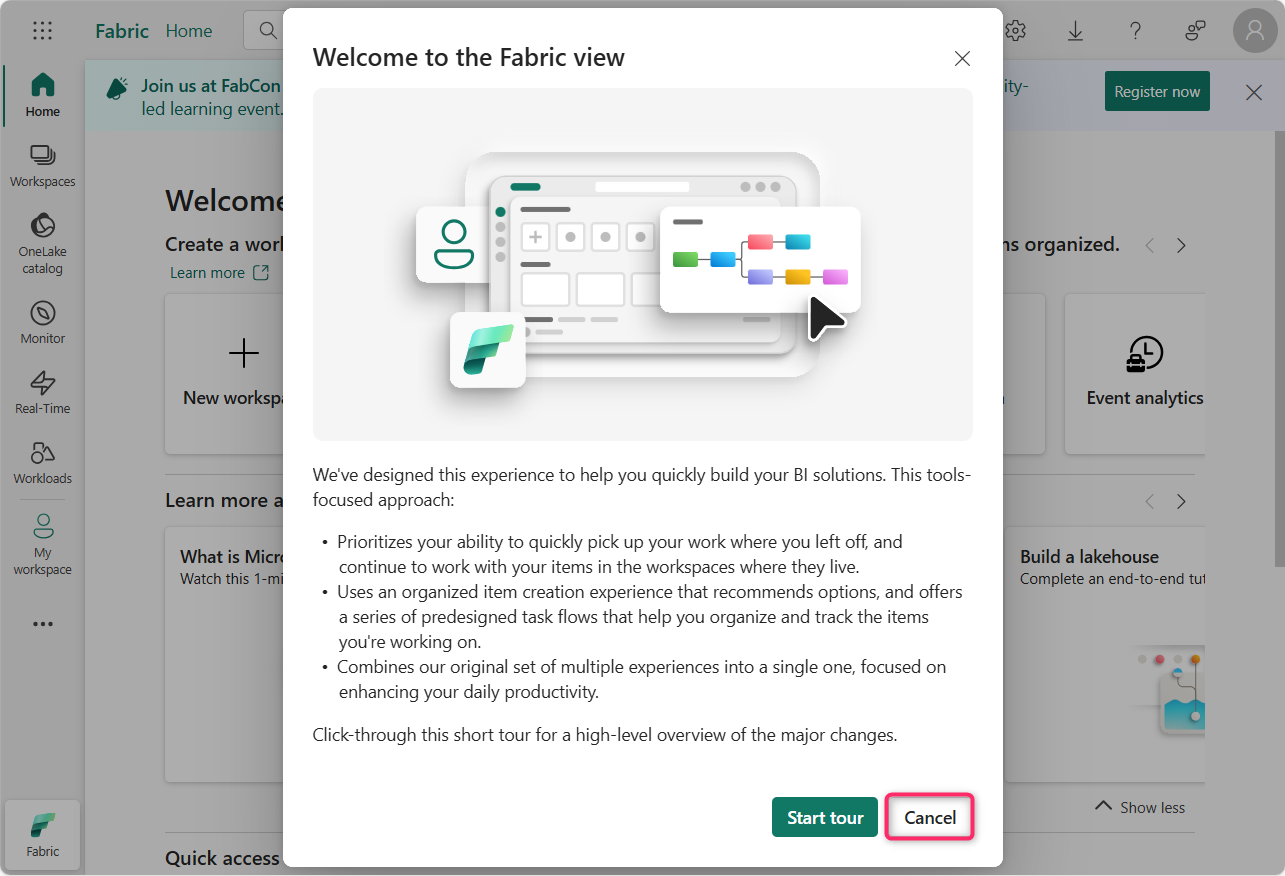 Fabric Home
Join us at FabCon
led learning event.
ity-
Register now
Home
Workspaces
OneLake
catalog
Monitor
Real-Time
Workloads
My
workspace
Fabric
Welcome
Create a
ns organized.
Learn more
New
Event analytics
Learn more
What is
Watch this
Build a lakehouse
Complete an end-to-end
Show less
Quick access
Welcome to the Fabric view
We've designed this experience to help you quickly build your BI solutions. This tools-
focused approach:
• Prioritizes your ability to quickly pick up your work where you left off, and
continue to work with your items in the workspaces where they live.
• Uses an organized item creation experience that recommends options, and offers
a series of predesigned task flows that help you organize and track the items
you're working on.
• Combines our original set of multiple experiences into a single one, focused on
enhancing your daily productivity.
Click-through this short tour for a high-level overview of the major changes.
Start tour
Cancel